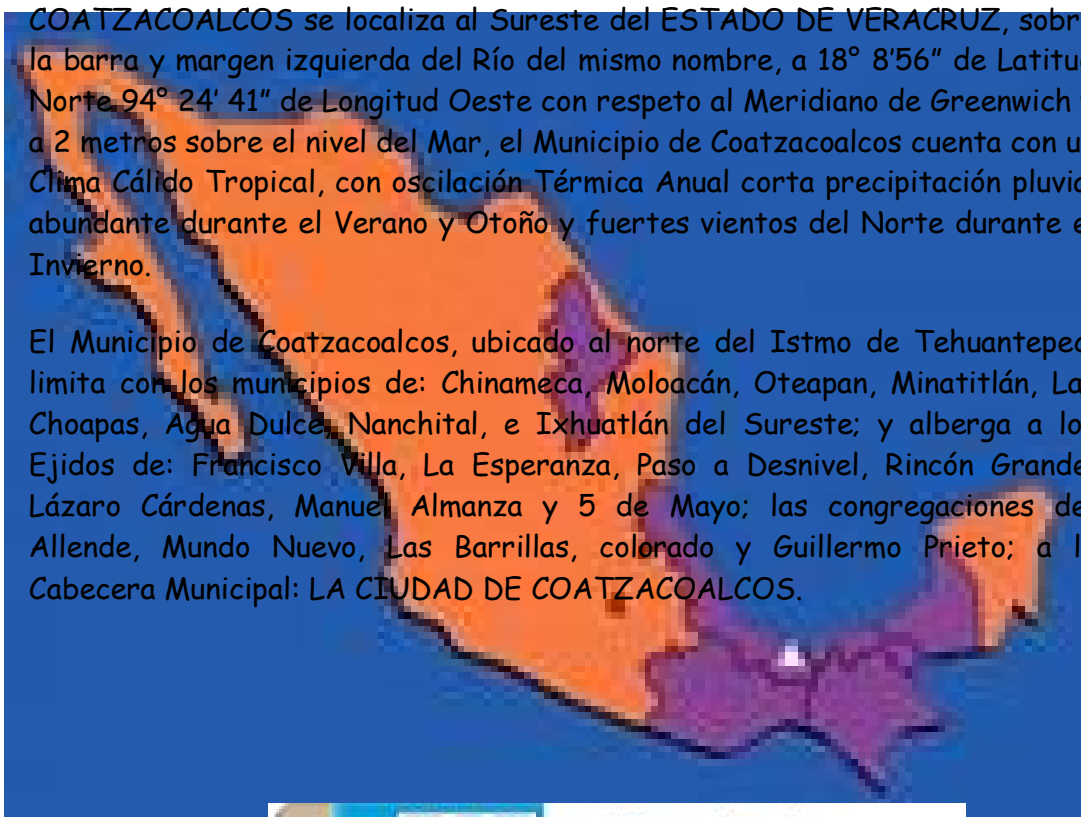 COATZACOALCOS se localiza al Sureste del ESTADO DE VERACRUZ, sobr
la barra y margen izquierda del Río del mismo nombre, a 18° 8'56” de Latitu
Norte 94° 24' 41” de Longitud Oeste con respeto al Meridiano de Greenwich
a 2 metros sobre el nivel del Mar, el Municipio de Coatzacoalcos cuenta con u
Clima Cálido Tropical, con oscilación Térmica Anual corta precipitación pluvia
abundante durante el Verano y Otoño y fuertes vientos del Norte durante e
Invierno.
El Municipio de Coatzacoalcos, ubicado al norte del Istmo de Tehuantepec
limita con los municipios de: Chinameca, Moloacán, Oteapan, Minatitlán, La
Choapas, Agua Dulce, Nanchital, e Ixhuatlán del Sureste; y alberga a lo
Ejidos de: Francisco Villa, La Esperanza, Paso a Desnivel, Rincón Grande
Lázaro Cárdenas, Manuel Almanza y 5 de Mayo; las congregaciones de
Allende, Mundo Nuevo, Las Barrillas, colorado y Guillermo Prieto; a l
Cabecera Municipal: LA CIUDAD DE COATZACOALCOS.